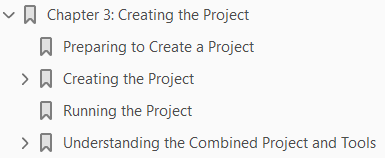 Chapter 3: Creating the Project
Preparing to Create a Project
Creating the Project
Running the Project
Understanding the Combined Project and Tools